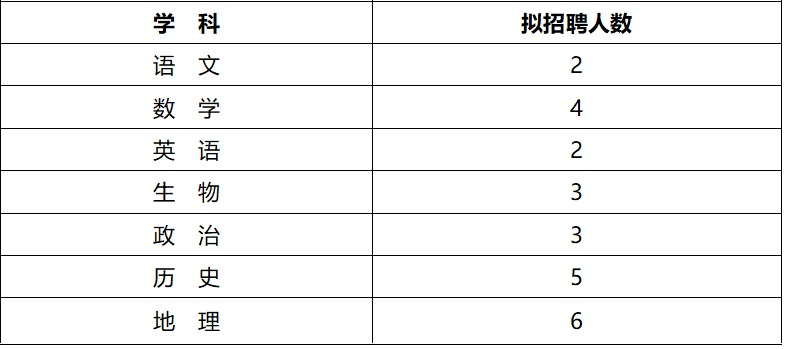 学 科 拟招聘人数
语 文 2
数 学 4
英 语 2
生 物 3
政 治 3
历 史 5
地 理 6